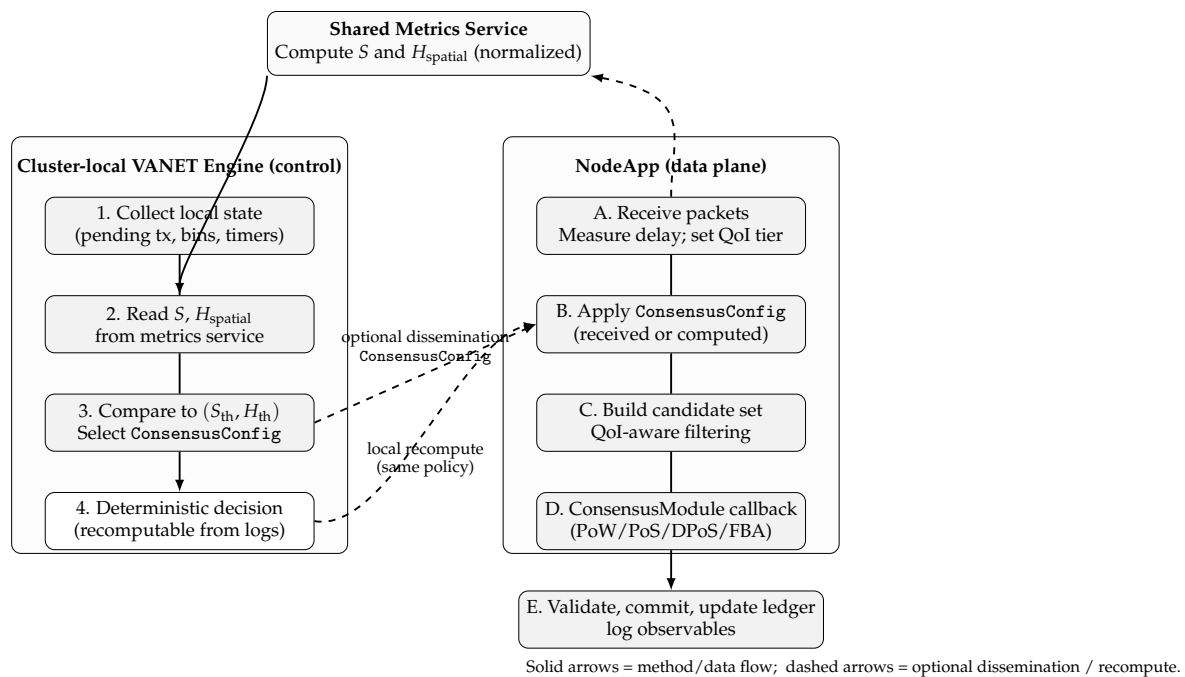 Shared Metrics Service
Compute S and H_spatial (normalized)
Cluster-local VANET Engine (control)
1. Collect local state
(pending tx, bins, timers)
2. Read S, H_spatial
from metrics service
3. Compare to (S_th, H_th)
Select ConsensusConfig
4. Deterministic decision
(recomputable from logs)
optional dissemination
ConsensusConfig
local recompute
(same policy)
NodeApp (data plane)
A. Receive packets
Measure delay; set QoI tier
B. Apply ConsensusConfig
(received or computed)
C. Build candidate set
QoI-aware filtering
D. ConsensusModule callback
(PoW/PoS/DPoS/FBA)
E. Validate, commit, update ledger
log observables
Solid arrows = method/data flow; dashed arrows = optional dissemination / recompute.